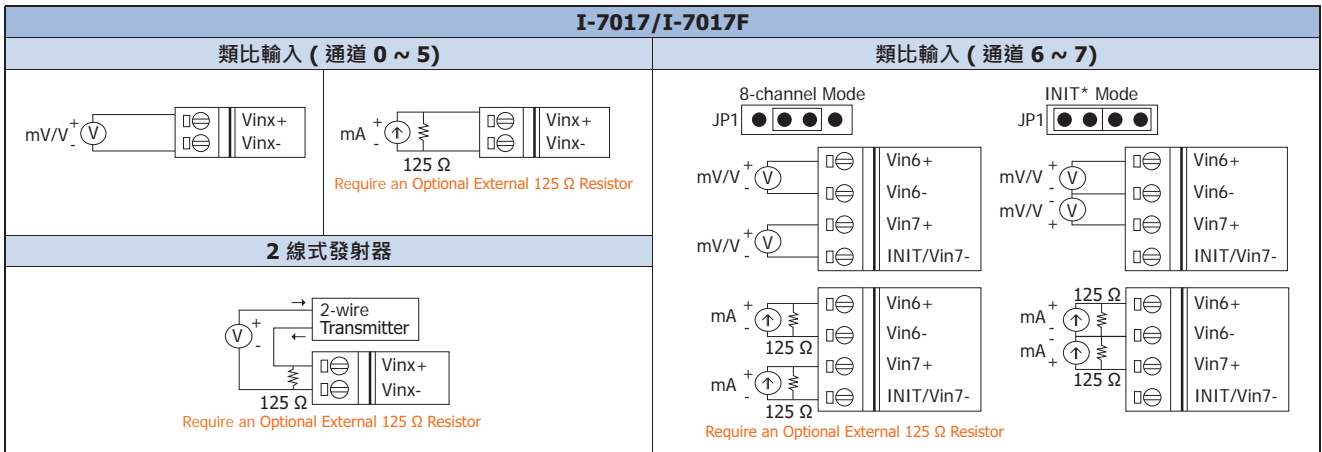 I-7017/I-7017F
類比輸入 ( 通道 0 ~ 5)
類比輸入 ( 通道 6 ~ 7)
mV/V
+
-
V
Vinx+
Vinx-
mA
+
-
125 Ω
Vinx+
Vinx-
Require an Optional External 125 Ω Resistor
2 線式發射器
V
+
-
2-wire
Transmitter
Vinx+
Vinx-
125 Ω
Require an Optional External 125 Ω Resistor
8-channel Mode
JP1
mV/V
+
-
V
mV/V
+
-
V
Vin6+
Vin6-
Vin7+
INIT/Vin7-
mA
+
-
125 Ω
mA
+
-
125 Ω
Vin6+
Vin6-
Vin7+
INIT/Vin7-
Require an Optional External 125 Ω Resistor
INIT* Mode
JP1
mV/V
+
-
V
mV/V
-
+
V
Vin6+
Vin6-
Vin7+
INIT/Vin7-
125 Ω
mA
+
-
mA
-
+
125 Ω
Vin6+
Vin6-
Vin7+
INIT/Vin7-